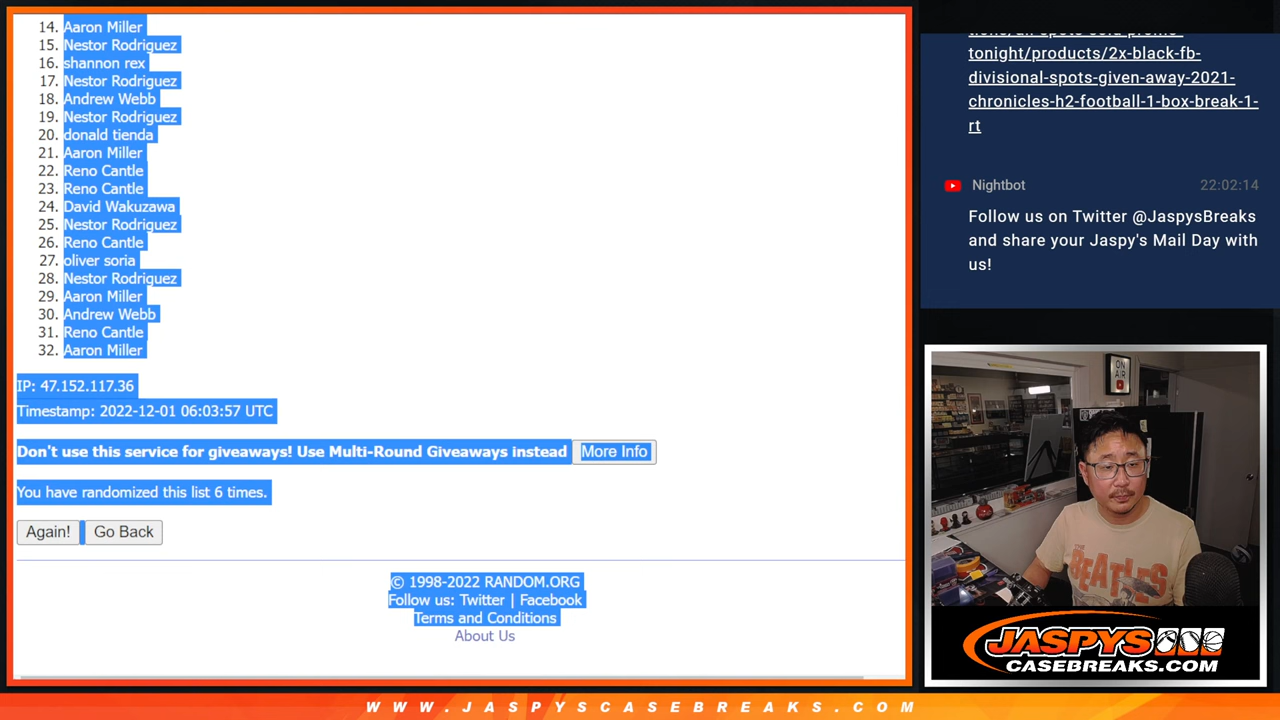 14. Aaron Miller
15. Nestor Rodriguez
16. shannon rex
17. Nestor Rodriguez
18. Andrew Webb
19. Nestor Rodriguez
20. donald tienda
21. Aaron Miller
22. Reno Cantle
23. Reno Cantle
24. David Wakuzawa
25. Nestor Rodriguez
26. Reno Cantle
27. oliver soria
28. Nestor Rodriguez
29. Aaron Miller
30. Andrew Webb
31. Reno Cantle
32. Aaron Miller
IP: 47.152.117.36
Timestamp: 2022-12-01 06:03:57 UTC
Don't use this service for giveaways! Use Multi-Round Giveaways instead More Info
You have randomized this list 6 times.
Again! Go Back
© 1998-2022 RANDOM.ORG
Follow us: Twitter | Facebook
Terms and Conditions
About Us
tonight/products/2x-black-fb-
divisional-spots-given-away-2021-
chronicles-h2-football-1-box-break-1-
rt
Nightbot 22:02:14
Follow us on Twitter @JaspysBreaks
and share your Jaspy's Mail Day with
us!
ON
AIR
THE
BEATLES
JASPYS
CASEBREAKS.COM
WWW.JASPYSCASEBREAKS.COM